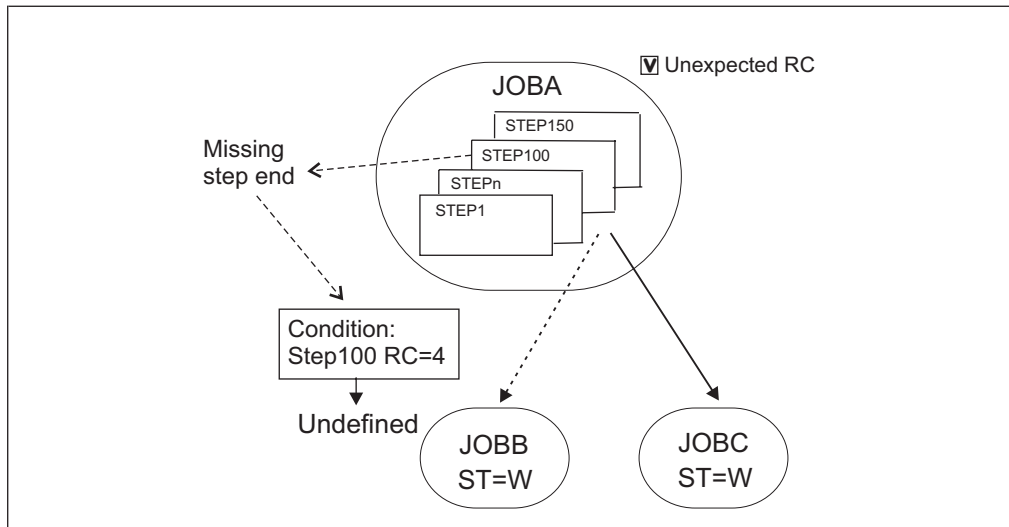 Unexpected RC
JOBA
STEP150
STEP100
STEPn
STEP1
Missing
step end
Condition:
Step100 RC=4
Undefined
JOBB
ST=W
JOBC
ST=W